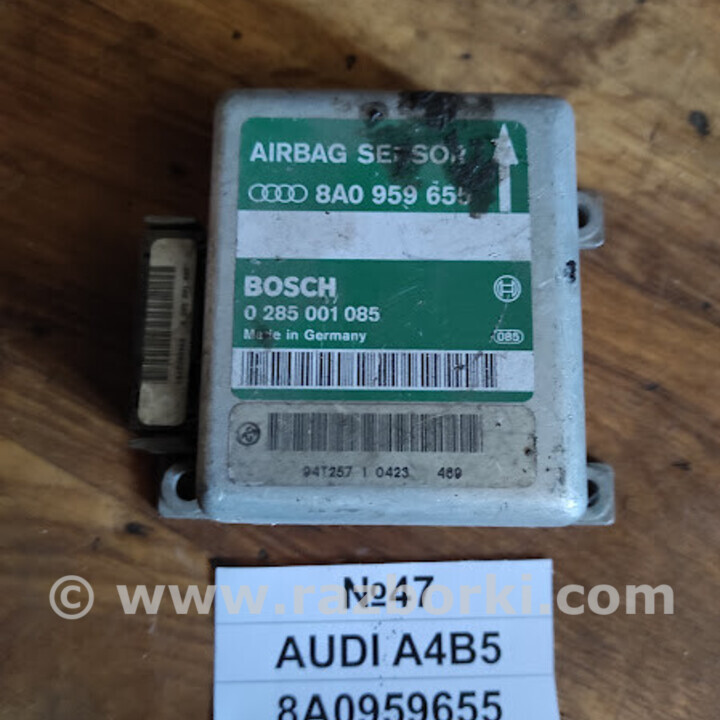 AIRBAG SENSOR
8A0 959 655
BOSCH
0 285 001 085
Made in Germany
085
94T257 1 0423 469
© www.razborki.com
№47
AUDI A4B5
8A0959655